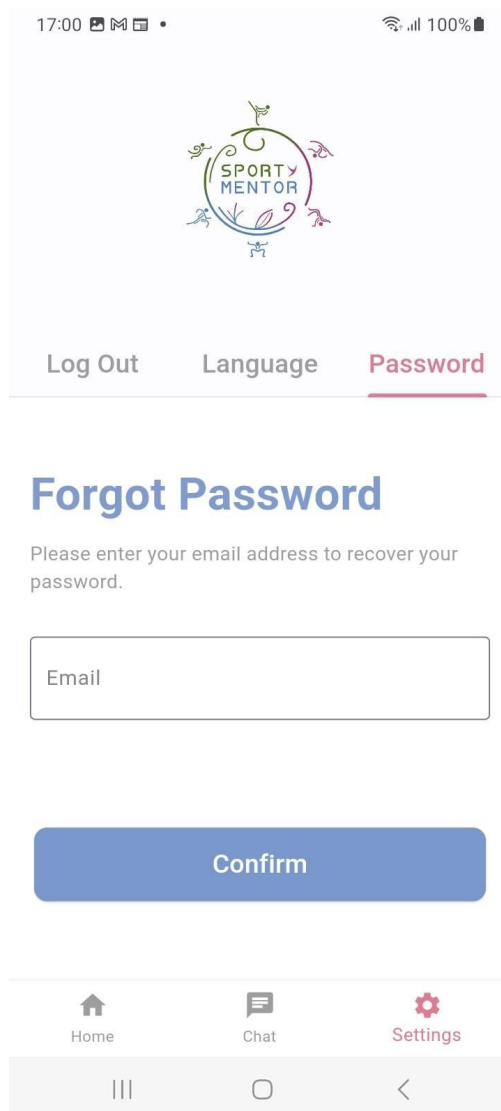 17:00
100%
SPORTY
MENTOR
Log Out Language Password
Forgot Password
Please enter your email address to recover your
password.
Email
Confirm
Home Chat Settings